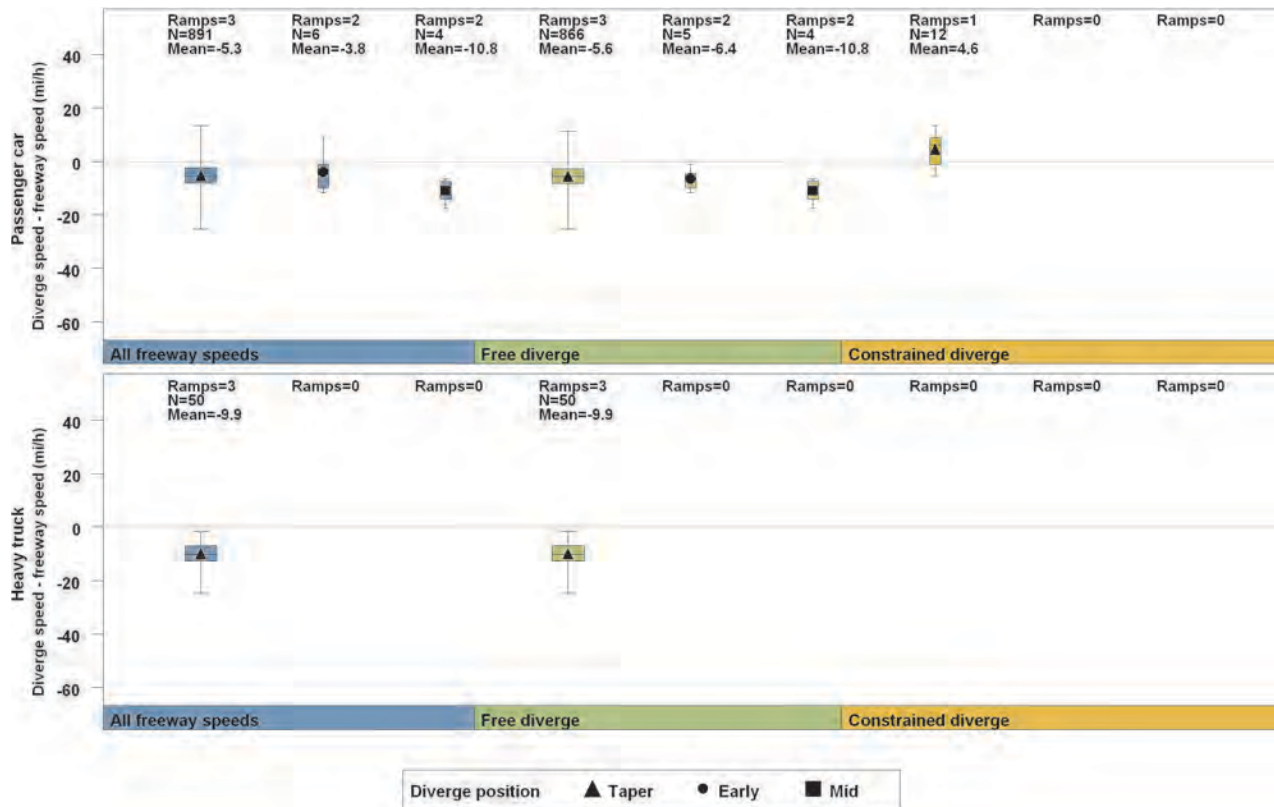 Passenger car
Diverge speed - freeway speed (mi/h)
40
20
0
-20
-40
-60
Ramps=3
N=891
Mean=-5.3
Ramps=2
N=6
Mean=-3.8
Ramps=2
N=4
Mean=-10.8
Ramps=3
N=866
Mean=-5.6
Ramps=2
N=5
Mean=-6.4
Ramps=2
N=4
Mean=-10.8
Ramps=1
N=12
Mean=4.6
Ramps=0
Ramps=0
All freeway speeds
Free diverge
Constrained diverge
Heavy truck
Diverge speed - freeway speed (mi/h)
40
20
0
-20
-40
-60
Ramps=3
N=50
Mean=-9.9
Ramps=0
Ramps=0
Ramps=3
N=50
Mean=-9.9
Ramps=0
Ramps=0
Ramps=0
Ramps=0
Ramps=0
All freeway speeds
Free diverge
Constrained diverge
Diverge position
Taper
Early
Mid